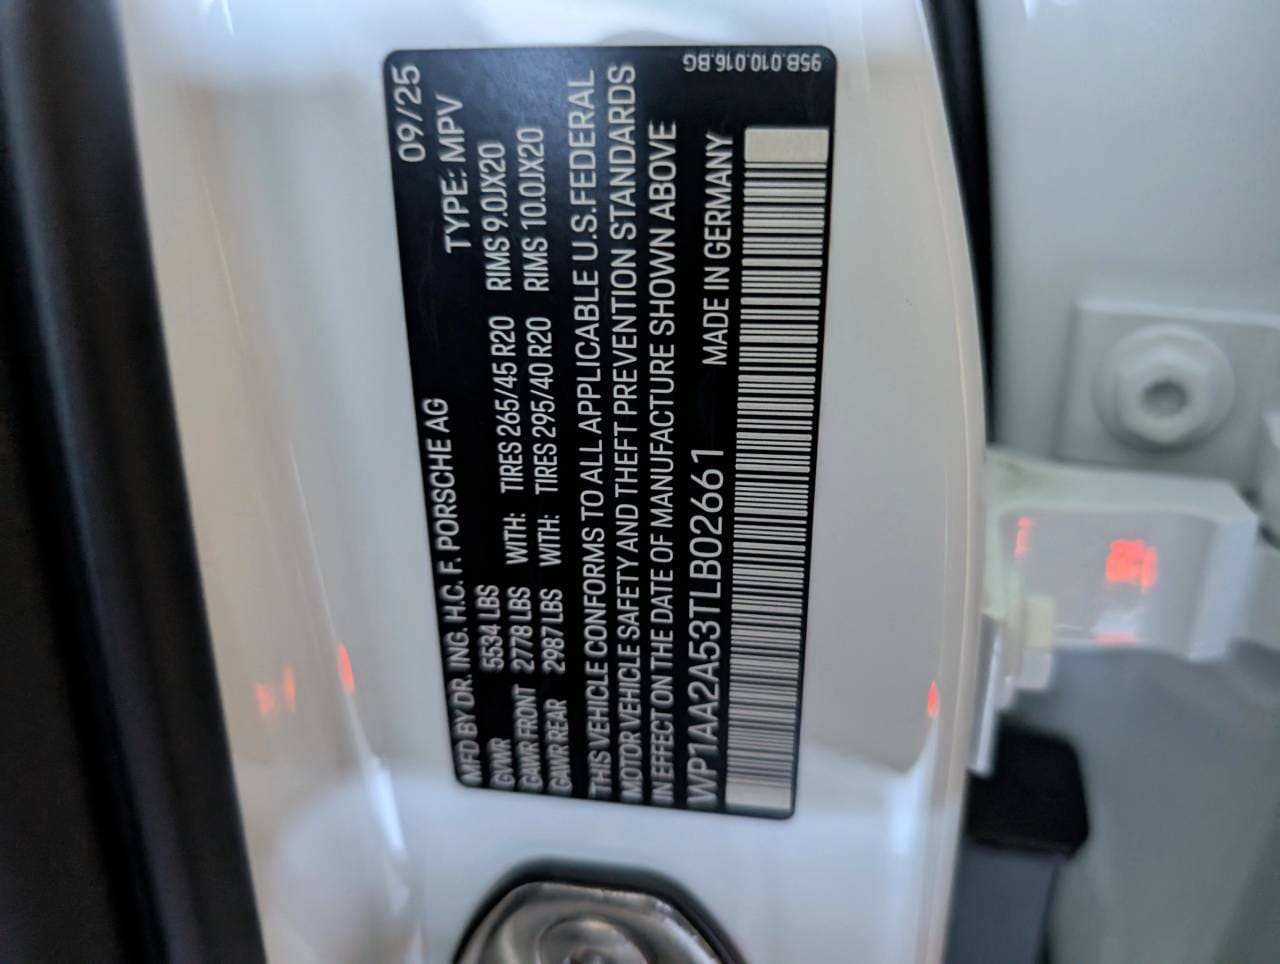 09/25
MFD BY DR. ING. H.C. F. PORSCHE AG TYPE: MPV
GVWR 5534 LBS WITH: TIRES 265/45 R20 RIMS 9.0JX20
GAWR FRONT 2778 LBS WITH: TIRES 295/40 R20 RIMS 10.0JX20
GAWR REAR 2987 LBS
THIS VEHICLE CONFORMS TO ALL APPLICABLE U.S.FEDERAL
MOTOR VEHICLE SAFETY AND THEFT PREVENTION STANDARDS
IN EFFECT ON THE DATE OF MANUFACTURE SHOWN ABOVE
WP1AA2A53TLB02661 MADE IN GERMANY
95B.010.016.BG